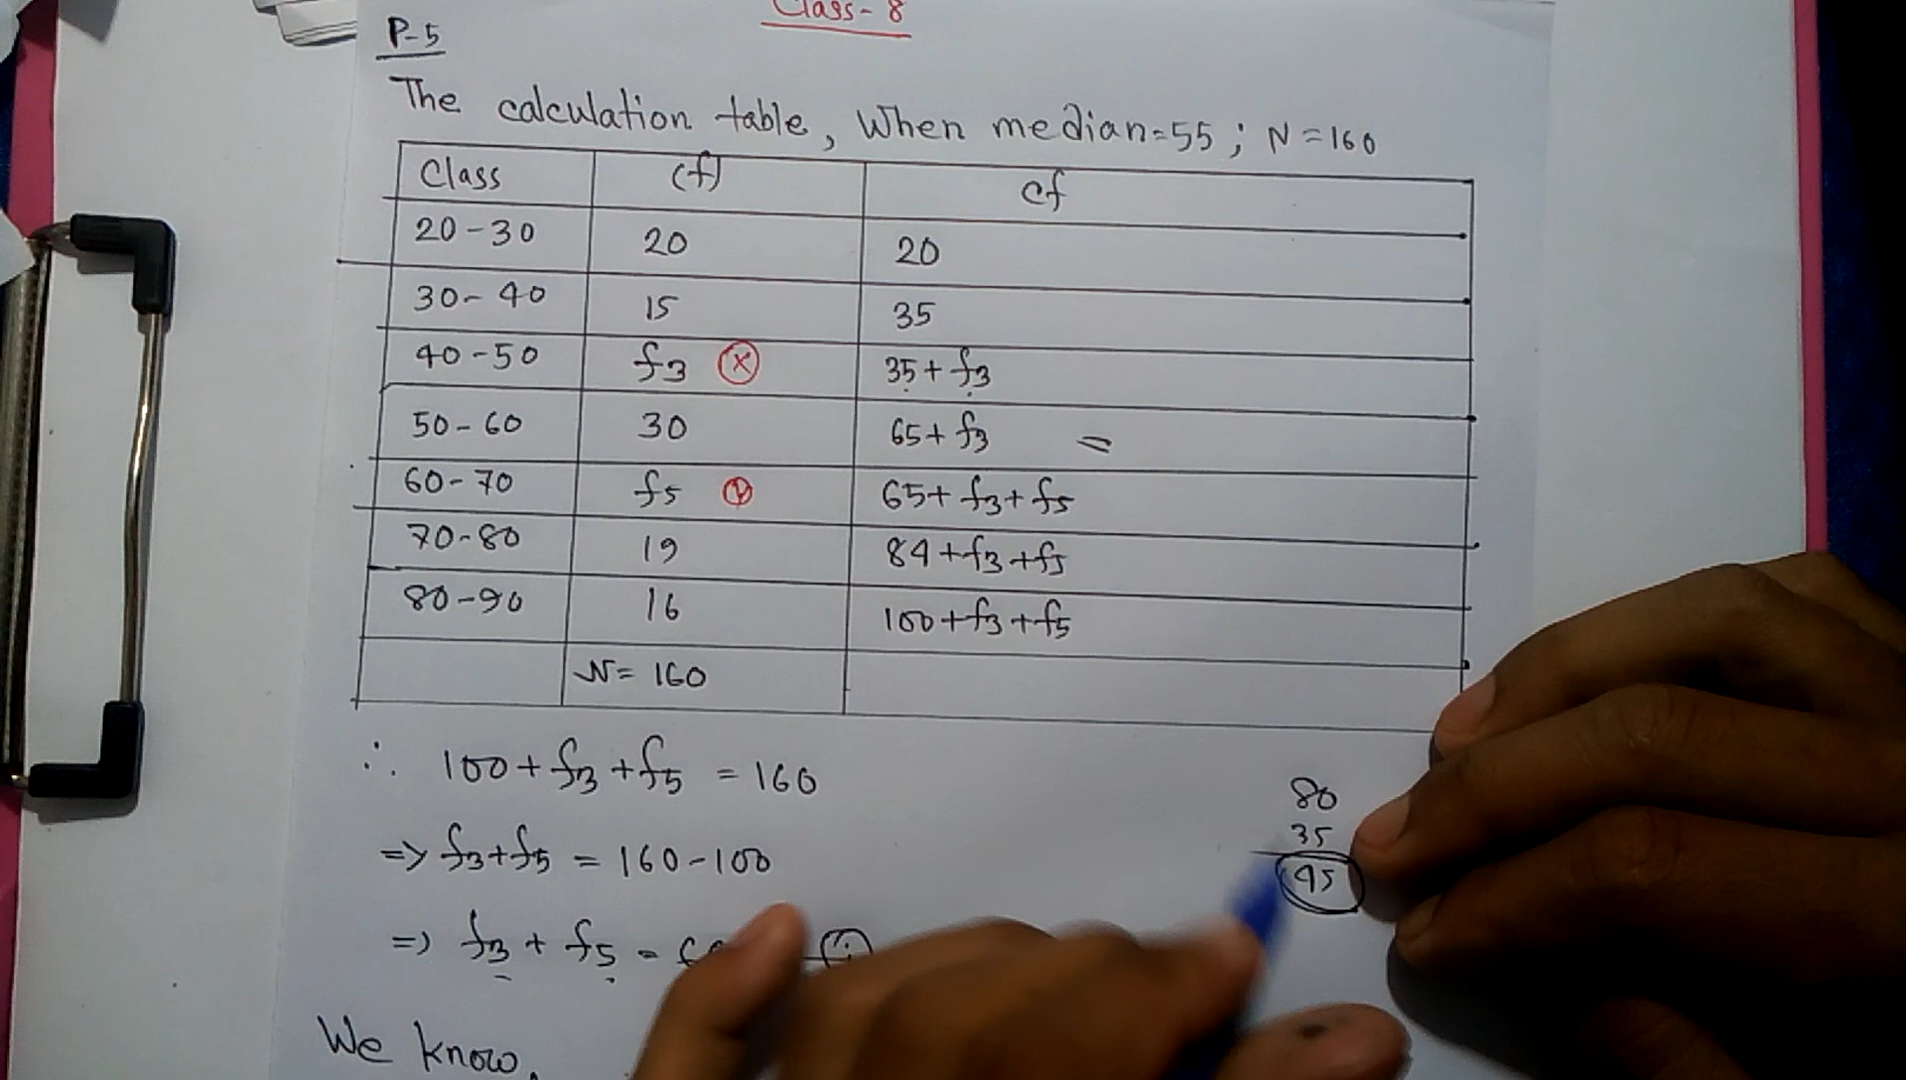 Class - 8
P-5
The calculation table, When median=55; N=160
Class (f) cf
20-30 20 20
30-40 15 35
40-50 f3 (x) 35+f3
50-60 30 65+f3 =
60-70 f5 (y) 65+f3+f5
70-80 19 84+f3+f5
80-90 16 100+f3+f5
N= 160
∴ 100+f3+f5 = 160
=> f3+f5 = 160-100
=> f3 + f5 =
80
35
45
We know,